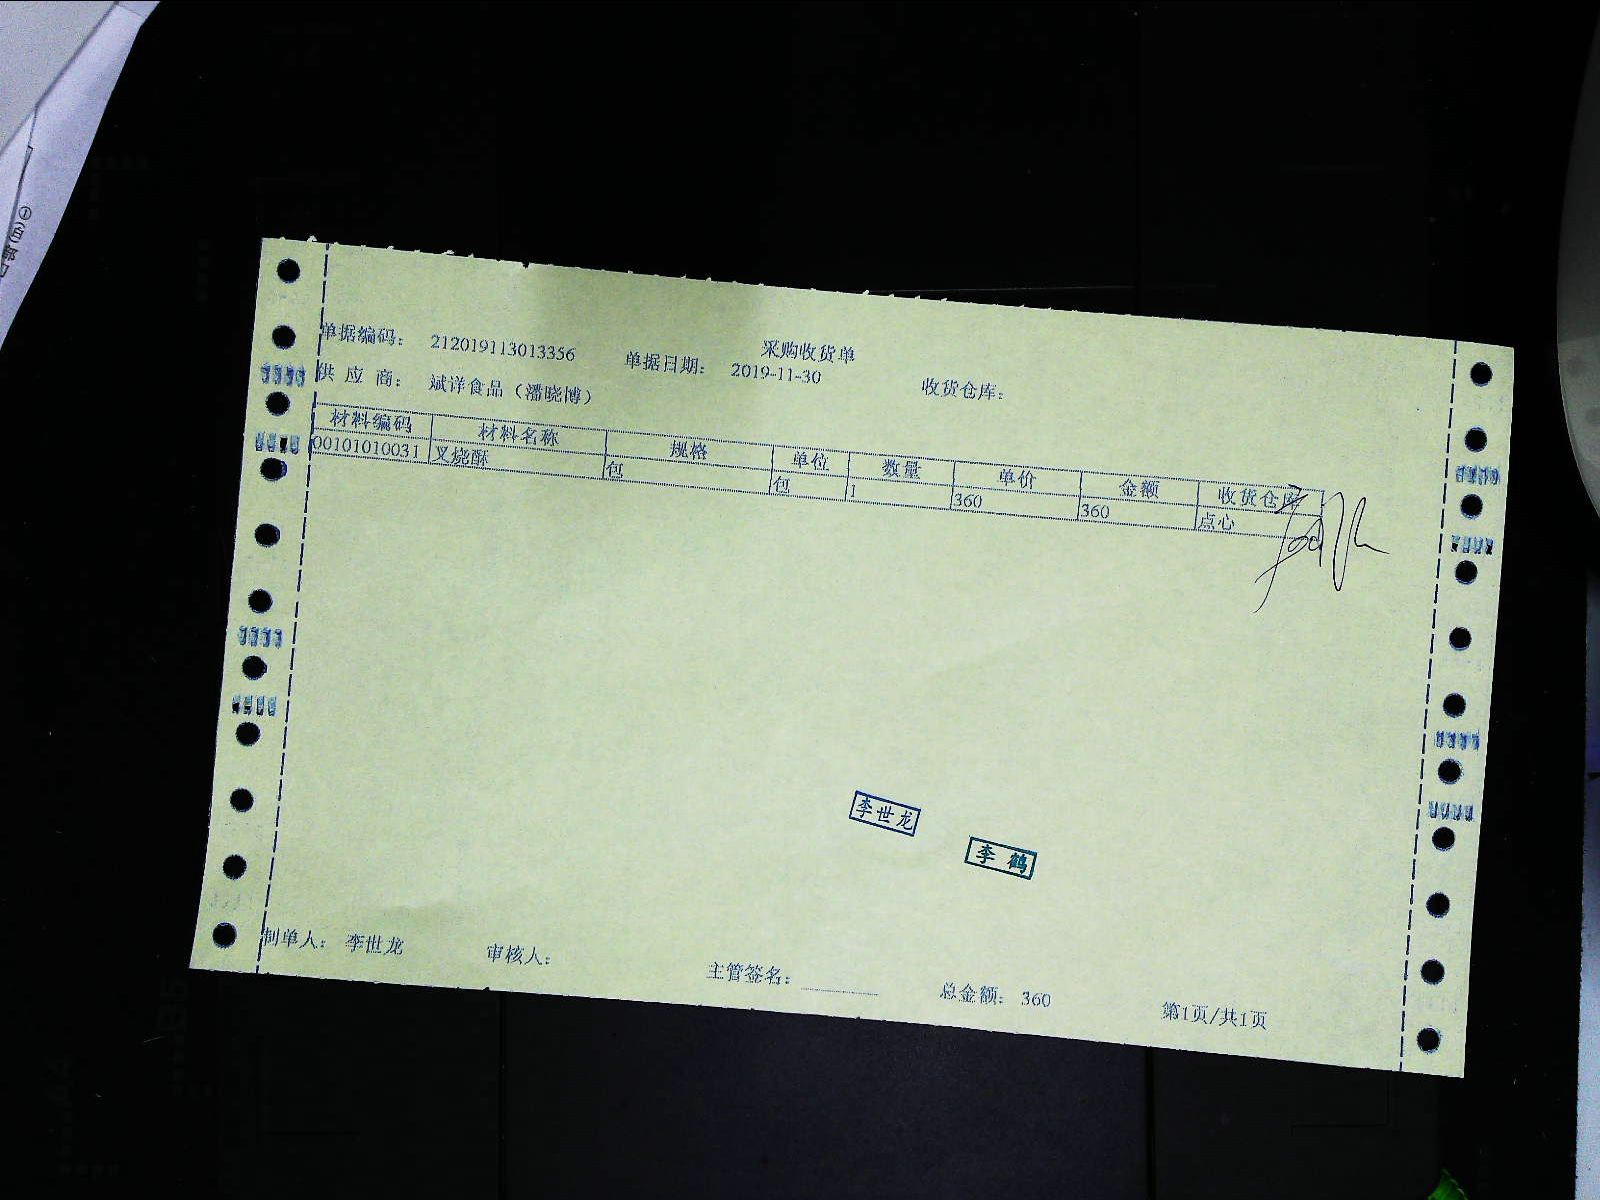 采购收货单
单据编码： 212019113013356 单据日期： 2019-11-30 收货仓库：
供 应 商： 斌详食品（潘晓博）
材料编码 材料名称 规格 单位 数量 单价 金额 收货仓库
00101010031 叉烧酥 包 包 1 360 360 点心
李世龙
李鹤
制单人： 李世龙 审核人： 主管签名： 总金额： 360 第1页/共1页